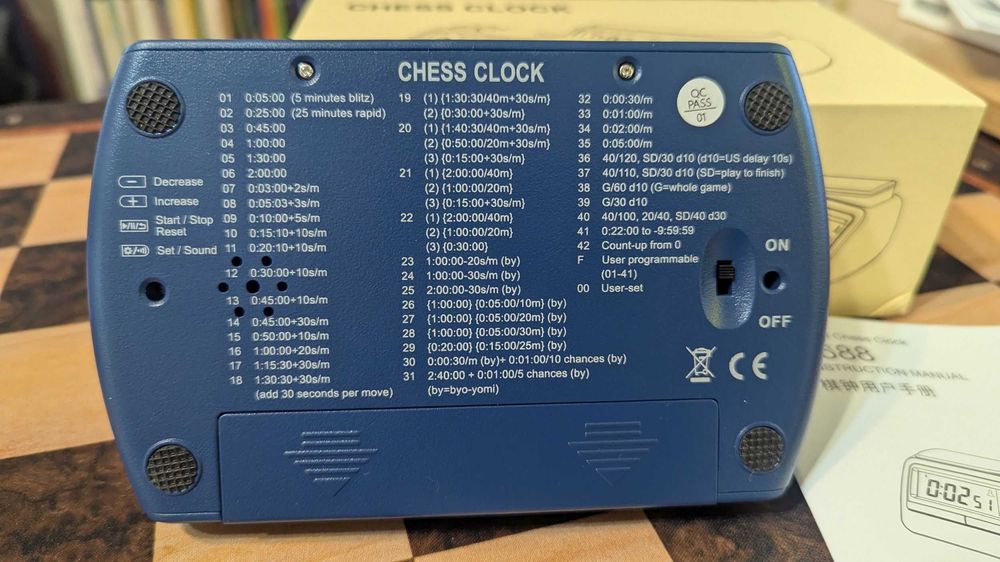 CHESS CLOCK
CHESS CLOCK
QC
PASS
01
01 0:05:00 (5 minutes blitz)
02 0:25:00 (25 minutes rapid)
03 0:45:00
04 1:00:00
05 1:30:00
06 2:00:00
07 0:03:00+2s/m
08 0:05:03+3s/m
09 0:10:00+5s/m
10 0:15:10+10s/m
11 0:20:10+10s/m
12 0:30:00+10s/m
13 0:45:00+10s/m
14 0:45:00+30s/m
15 0:50:00+10s/m
16 1:00:00+20s/m
17 1:15:30+30s/m
18 1:30:30+30s/m
(add 30 seconds per move)
Decrease
Increase
Start / Stop
Reset
Set / Sound
19 (1) {1:30:30/40m+30s/m}
(2) {0:30:00+30s/m}
20 (1) {1:40:30/40m+30s/m}
(2) {0:50:00/20m+30s/m}
(3) {0:15:00+30s/m}
21 (1) {2:00:00/40m}
(2) {1:00:00/20m}
(3) {0:15:00+30s/m}
22 (1) {2:00:00/40m}
(2) {1:00:00/20m}
(3) {0:30:00}
23 1:00:00-20s/m (by)
24 1:00:00-30s/m (by)
25 2:00:00-30s/m (by)
26 {1:00:00} {0:05:00/10m} (by)
27 {1:00:00} {0:05:00/20m} (by)
28 {1:00:00} {0:05:00/30m} (by)
29 {0:20:00} {0:15:00/25m} (by)
30 0:00:30/m (by)+ 0:01:00/10 chances (by)
31 2:40:00 + 0:01:00/5 chances (by)
(by=byo-yomi)
32 0:00:30/m
33 0:01:00/m
34 0:02:00/m
35 0:05:00/m
36 40/120, SD/30 d10 (d10=US delay 10s)
37 40/110, SD/30 d10 (SD=play to finish)
38 G/60 d10 (G=whole game)
39 G/30 d10
40 40/100, 20/40, SD/40 d30
41 0:22:00 to -9:59:59
42 Count-up from 0
F User programmable
(01-41)
00 User-set
ON
OFF
CE
Chess Clock
688
INSTRUCTION MANUAL
棋钟用户手册
0:02 51